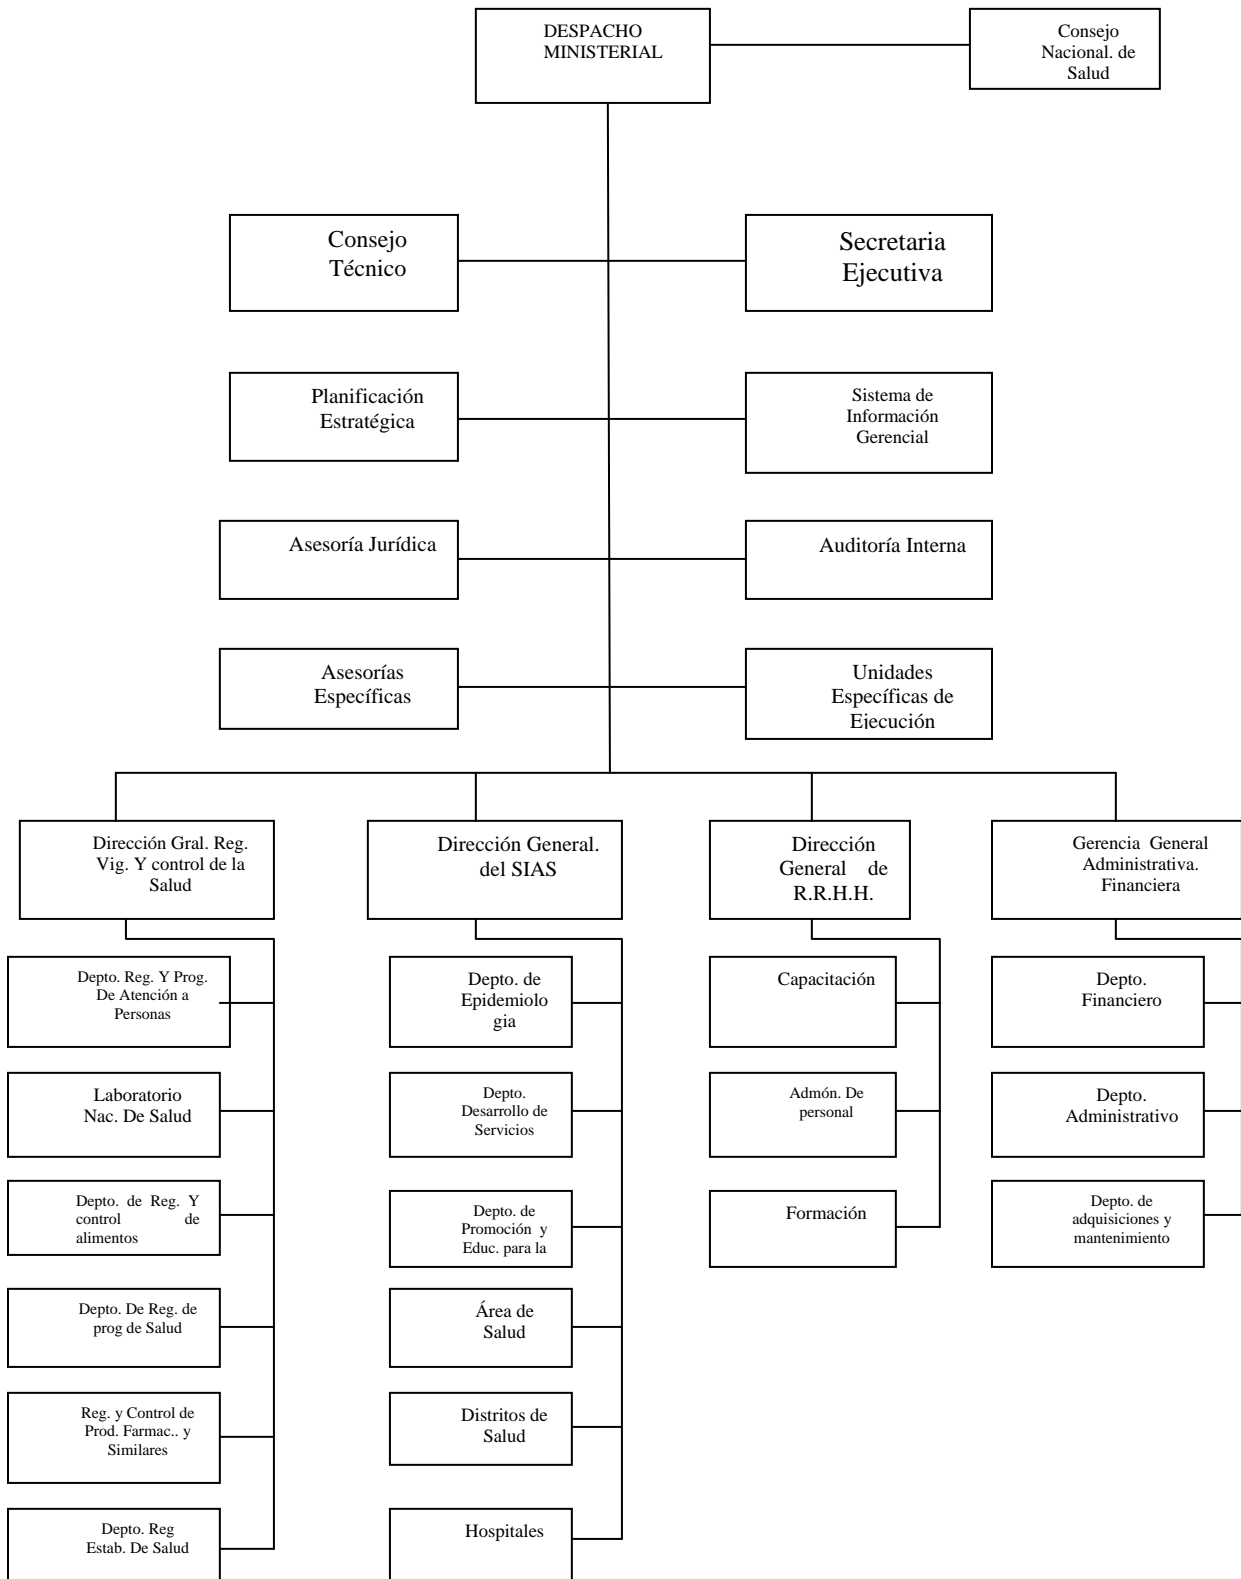 DESPACHO
MINISTERIAL
Consejo
Nacional. de
Salud
Consejo
Técnico
Secretaria
Ejecutiva
Planificación
Estratégica
Sistema de
Información
Gerencial
Asesoría Jurídica
Auditoría Interna
Asesorías
Específicas
Unidades
Específicas de
Ejecución
Dirección Gral. Reg.
Vig. Y control de la
Salud
Dirección General.
del SIAS
Dirección
General de
R.R.H.H.
Gerencia General
Administrativa.
Financiera
Depto. Reg. Y Prog.
De Atención a
Personas
Depto. de
Epidemiolo
gia
Capacitación
Depto.
Financiero
Laboratorio
Nac. De Salud
Depto.
Desarrollo de
Servicios
Admón. De
personal
Depto.
Administrativo
Depto. de Reg. Y
control de
alimentos
Depto. de
Promoción y
Educ. para la
Formación
Depto. de
adquisiciones y
mantenimiento
Depto. De Reg. de
prog de Salud
Área de
Salud
Reg. y Control de
Prod. Farmac.. y
Similares
Distritos de
Salud
Depto. Reg
Estab. De Salud
Hospitales